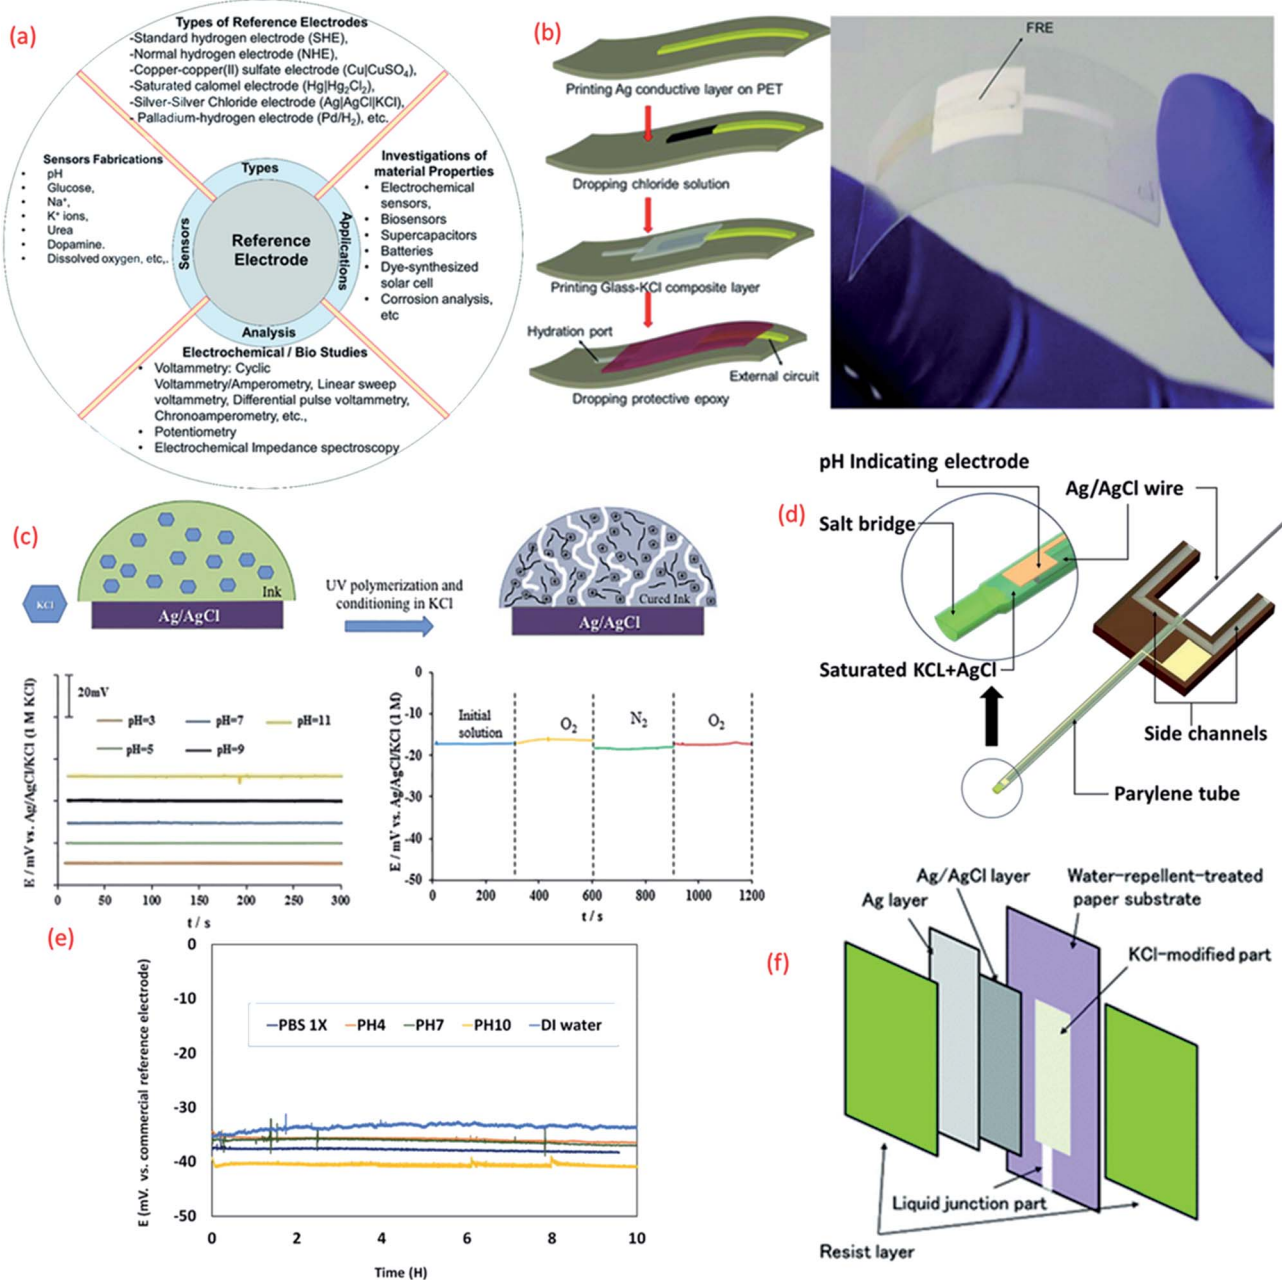 (a)
Types of Reference Electrodes
-Standard hydrogen electrode (SHE),
-Normal hydrogen electrode (NHE),
-Copper-copper(II) sulfate electrode (Cu|CuSO₄),
-Saturated calomel electrode (Hg|Hg₂Cl₂),
-Silver-Silver Chloride electrode (Ag|AgCl|KCl),
- Palladium-hydrogen electrode (Pd/H₂), etc.
Sensors Fabrications
• pH
• Glucose,
• Na⁺,
• K⁺ ions,
• Urea
• Dopamine.
• Dissolved oxygen, etc,.
Types
Sensors
Reference
Electrode
Applications
Analysis
Investigations of
material Properties
• Electrochemical
sensors,
• Biosensors
• Supercapacitors
• Batteries
• Dye-synthesized
solar cell
• Corrosion analysis,
etc
Electrochemical / Bio Studies
• Voltammetry: Cyclic
Voltammetry/Amperometry, Linear sweep
voltammetry, Differential pulse voltammetry,
Chronoamperometry, etc.,
• Potentiometry
• Electrochemical Impedance spectroscopy
(b)
Printing Ag conductive layer on PET
Dropping chloride solution
Printing Glass-KCl composite layer
Hydration port
External circuit
Dropping protective epoxy
FRE
(c)
KCl
Ink
Ag/AgCl
UV polymerization and
conditioning in KCl
Cured Ink
Ag/AgCl
E / mV vs. Ag/AgCl/KCl (1 M KCl)
20mV
pH=3 pH=7 pH=11
pH=5 pH=9
0 50 100 150 200 250 300
t / s
E / mV vs. Ag/AgCl/KCl (1 M)
0
-10
-20
-30
-40
-50
Initial
solution
O₂
N₂
O₂
0 200 400 600 800 1000 1200
t / s
(d)
pH Indicating electrode
Ag/AgCl wire
Salt bridge
Saturated KCL+AgCl
Side channels
Parylene tube
(e)
E (mV. vs. commercial reference electrode)
0
-10
-20
-30
-40
-50
PBS 1X PH4 PH7 PH10 DI water
0 2 4 6 8 10
Time (H)
(f)
Ag/AgCl layer
Ag layer
Water-repellent-treated
paper substrate
KCl-modified part
Liquid junction part
Resist layer